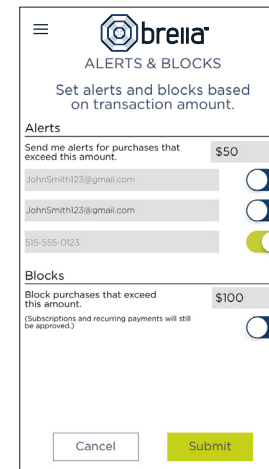 brella
ALERTS & BLOCKS
Set alerts and blocks based
on transaction amount.
Alerts
Send me alerts for purchases that
exceed this amount.
$50
JohnSmith123@gmail.com
JohnSmith123@gmail.com
515-555-0123
Blocks
Block purchases that exceed
this amount.
$100
(Subscriptions and recurring payments will still
be approved.)
Cancel
Submit